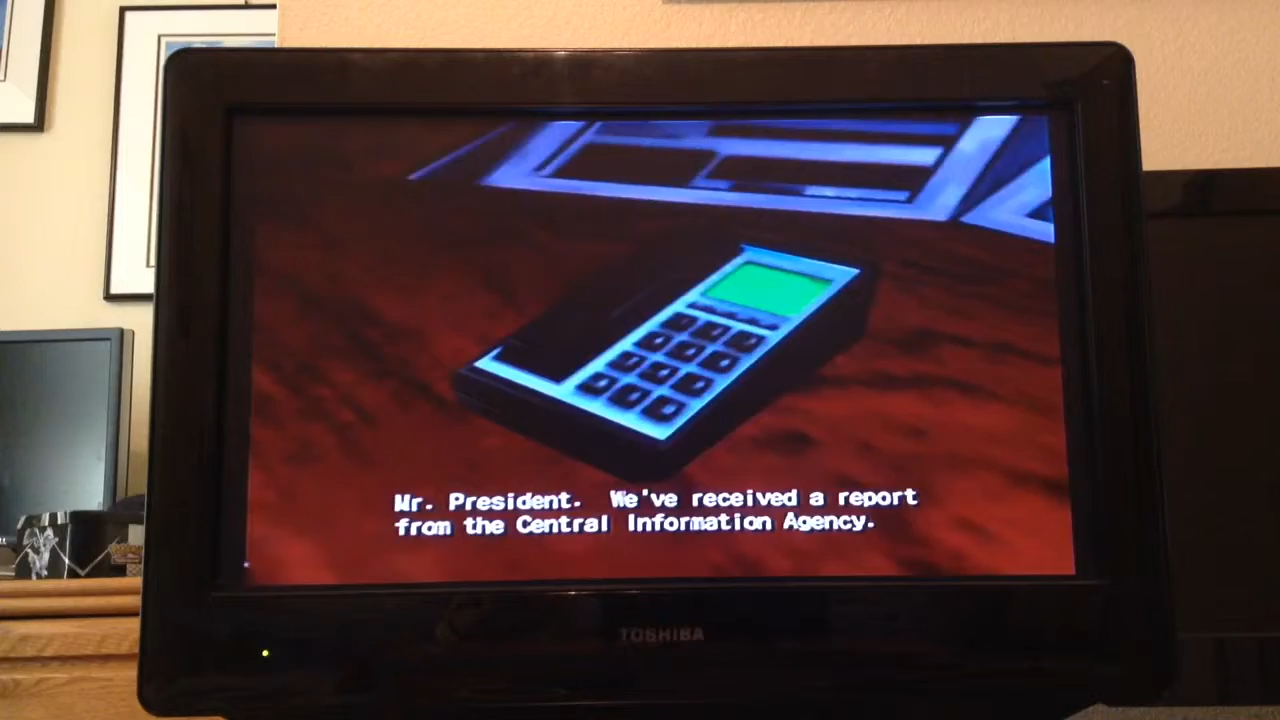 Mr. President.  We've received a report
from the Central Information Agency.
TOSHIBA